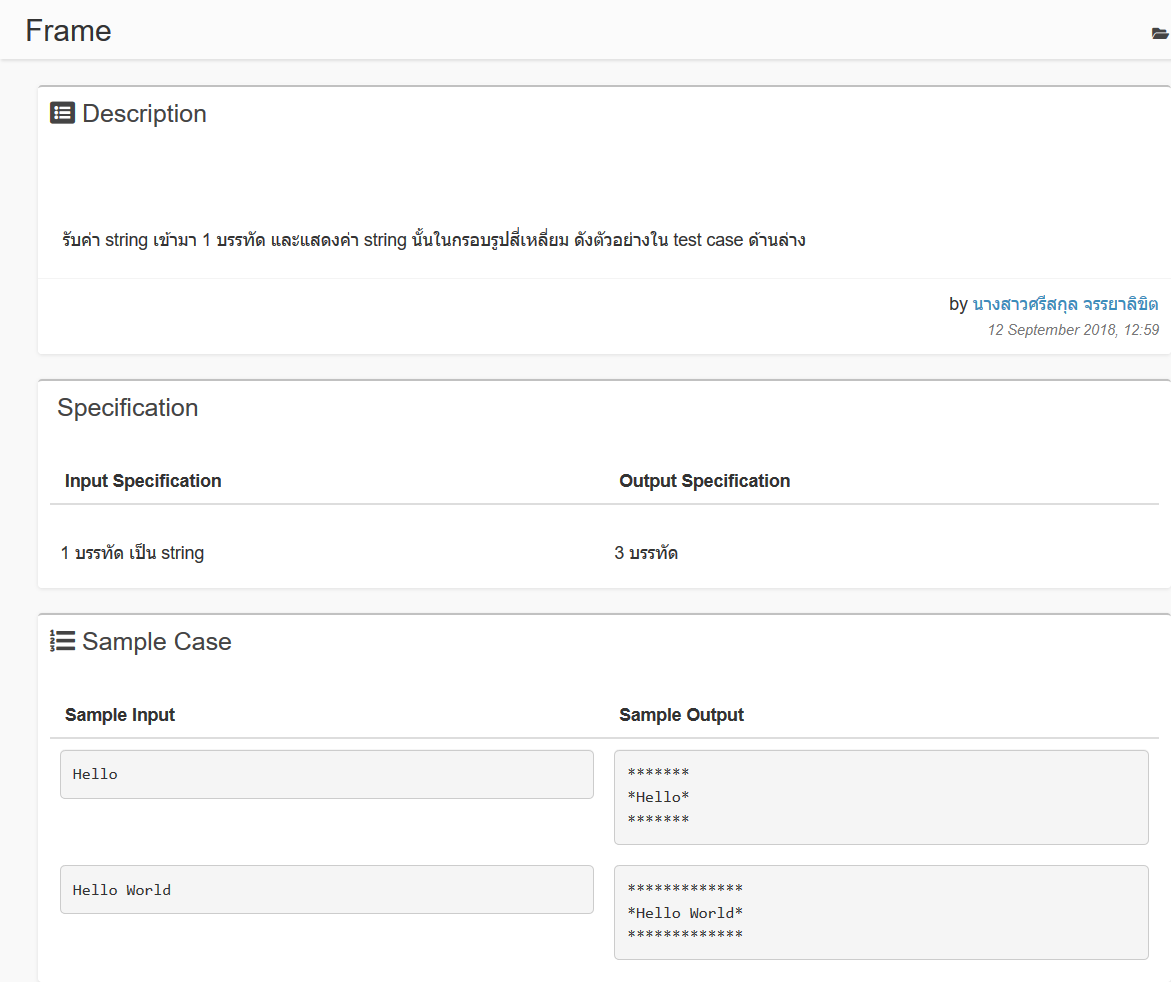 Frame
Description
รับค่า string เข้ามา 1 บรรทัด และแสดงค่า string นั้นในกรอบรูปสี่เหลี่ยม ดังตัวอย่างใน test case ด้านล่าง
by นางสาวศรีสกุล จรรยาลิขิต
12 September 2018, 12:59
Specification
Input Specification
Output Specification
1 บรรทัด เป็น string
3 บรรทัด
Sample Case
Sample Input
Sample Output
Hello
*******
*Hello*
*******
Hello World
*************
*Hello World*
*************